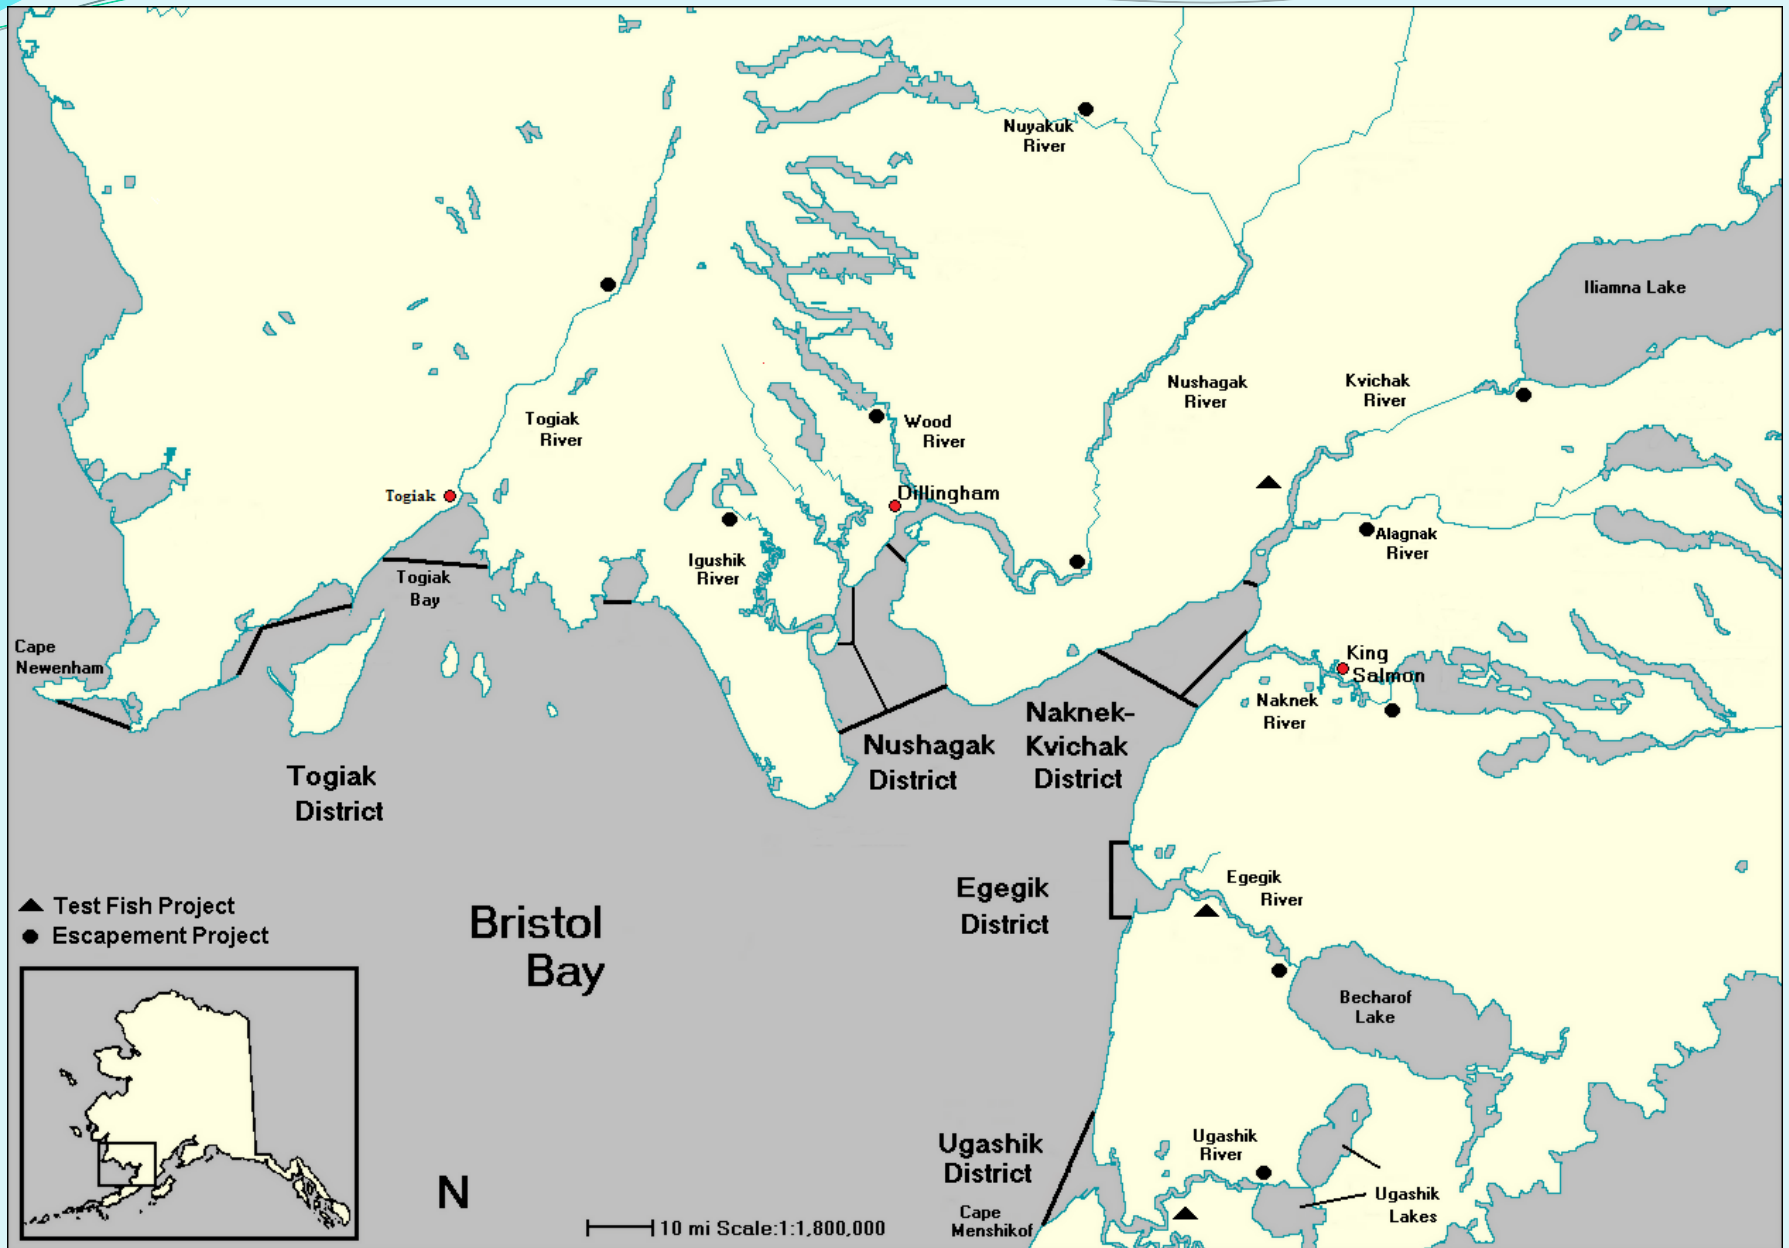 Nuyakuk
River
Iliamna Lake
Nushagak
River
Kvichak
River
Togiak
River
Wood
River
Togiak
Dillingham
Alagnak
River
Igushik
River
Togiak
Bay
Cape
Newenham
King
Salmon
Naknek
River
Naknek-
Kvichak
District
Nushagak
District
Togiak
District
Egegik
River
Egegik
District
Test Fish Project
Escapement Project
Bristol
Bay
Becharof
Lake
Ugashik
District
Ugashik
River
Ugashik
Lakes
Cape
Menshikof
N
10 mi Scale:1:1,800,000